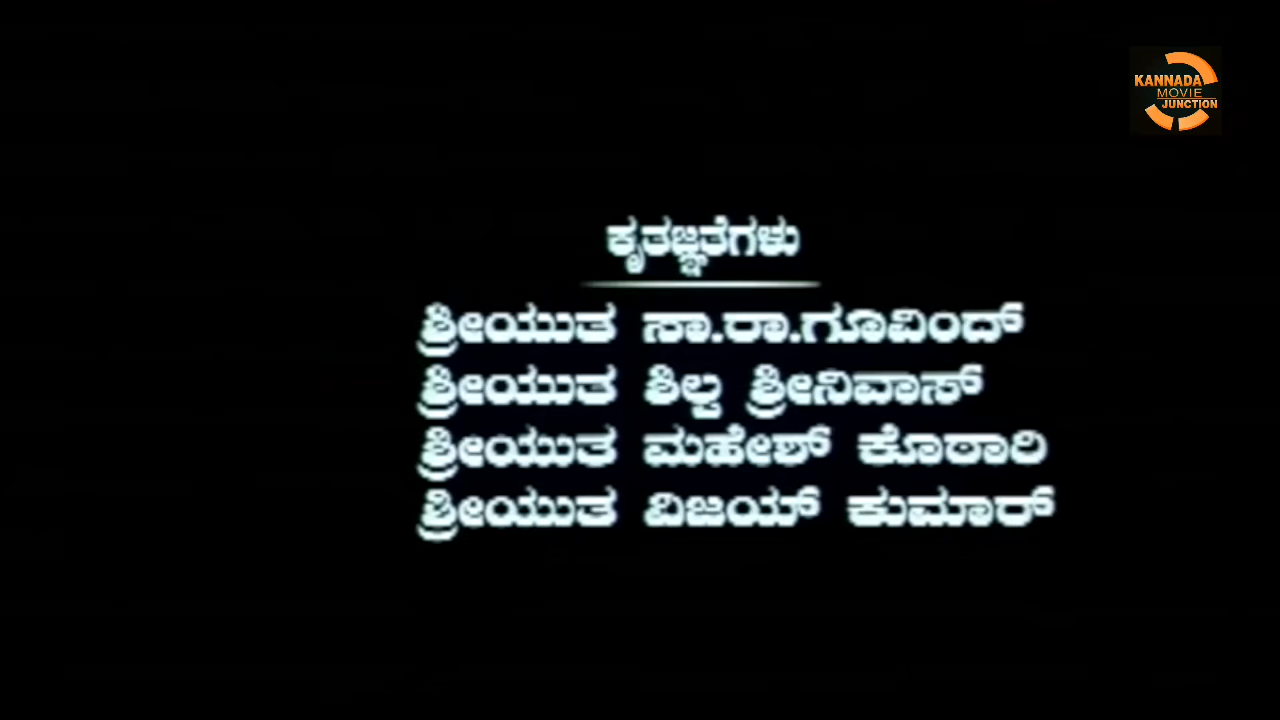 KANNADA
MOVIE
JUNCTION
ಕೃತಜ್ಞತೆಗಳು
ಶ್ರೀಯುತ ಸಾ.ರಾ.ಗೂವಿಂದ್
ಶ್ರೀಯುತ ಶಿಲ್ಪ ಶ್ರೀನಿವಾಸ್
ಶ್ರೀಯುತ ಮಹೇಶ್ ಕೊಠಾರಿ
ಶ್ರೀಯುತ ವಿಜಯ್ ಕುಮಾರ್